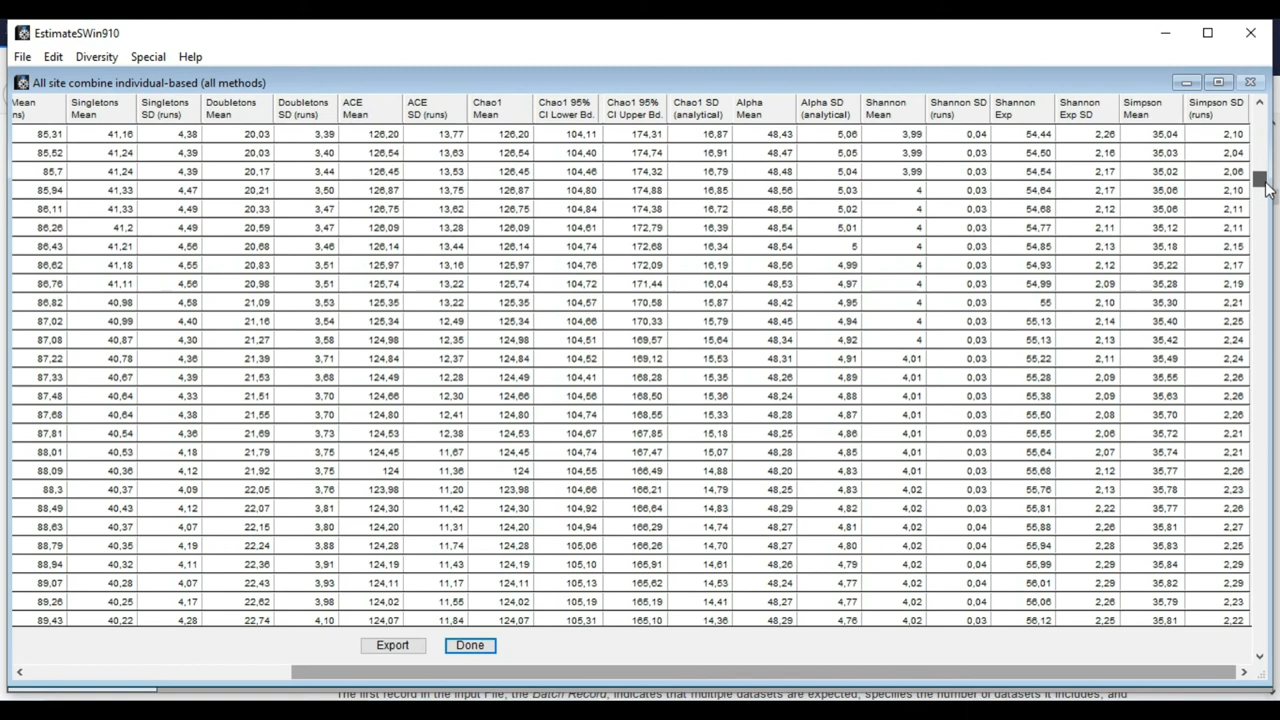 EstimateSWin910
File Edit Diversity Special Help
All site combine individual-based (all methods)
Mean Singletons Singletons Doubletons Doubletons ACE ACE Chao1 Chao1 95% Chao1 95% Chao1 SD Alpha Alpha SD Shannon Shannon SD Shannon Shannon Simpson Simpson SD
ns) Mean SD (runs) Mean SD (runs) Mean SD (runs) Mean CI Lower Bd. CI Upper Bd. (analytical) Mean (analytical) Mean (runs) Exp Exp SD Mean (runs)
85,31 41,16 4,38 20,03 3,39 126,20 13,77 126,20 104,11 174,31 16,87 48,43 5,06 3,99 0,04 54,44 2,26 35,04 2,10
85,52 41,24 4,39 20,03 3,40 126,54 13,63 126,54 104,40 174,74 16,91 48,47 5,05 3,99 0,03 54,50 2,16 35,03 2,04
85,7 41,24 4,39 20,17 3,44 126,45 13,53 126,45 104,46 174,32 16,79 48,48 5,04 3,99 0,03 54,54 2,17 35,02 2,06
85,94 41,33 4,47 20,21 3,50 126,87 13,75 126,87 104,80 174,88 16,85 48,56 5,03 4 0,03 54,64 2,17 35,06 2,10
86,11 41,33 4,49 20,33 3,47 126,75 13,62 126,75 104,84 174,38 16,72 48,56 5,02 4 0,03 54,68 2,12 35,06 2,11
86,26 41,2 4,49 20,59 3,47 126,09 13,28 126,09 104,61 172,79 16,39 48,54 5,01 4 0,03 54,77 2,11 35,12 2,11
86,43 41,21 4,56 20,68 3,46 126,14 13,44 126,14 104,74 172,68 16,34 48,54 5 4 0,03 54,85 2,13 35,18 2,15
86,62 41,18 4,55 20,83 3,51 125,97 13,16 125,97 104,76 172,09 16,19 48,56 4,99 4 0,03 54,93 2,12 35,22 2,17
86,76 41,11 4,56 20,98 3,51 125,74 13,22 125,74 104,72 171,44 16,04 48,53 4,97 4 0,03 54,99 2,09 35,28 2,19
86,82 40,98 4,58 21,09 3,53 125,35 13,22 125,35 104,57 170,58 15,87 48,42 4,95 4 0,03 55 2,10 35,30 2,21
87,02 40,99 4,40 21,16 3,54 125,34 12,49 125,34 104,66 170,33 15,79 48,45 4,94 4 0,03 55,13 2,14 35,40 2,25
87,08 40,87 4,30 21,27 3,58 124,98 12,35 124,98 104,51 169,57 15,64 48,34 4,92 4 0,03 55,13 2,13 35,42 2,24
87,22 40,78 4,36 21,39 3,71 124,84 12,37 124,84 104,52 169,12 15,53 48,31 4,91 4,01 0,03 55,22 2,11 35,49 2,26
87,33 40,67 4,39 21,53 3,68 124,49 12,28 124,49 104,41 168,28 15,35 48,26 4,89 4,01 0,03 55,28 2,09 35,55 2,26
87,48 40,64 4,33 21,51 3,70 124,66 12,30 124,66 104,56 168,50 15,36 48,24 4,88 4,01 0,03 55,38 2,09 35,63 2,26
87,68 40,64 4,38 21,55 3,70 124,80 12,41 124,80 104,74 168,55 15,33 48,28 4,87 4,01 0,03 55,50 2,08 35,70 2,26
87,81 40,54 4,36 21,69 3,73 124,53 12,38 124,53 104,67 167,85 15,18 48,25 4,86 4,01 0,03 55,55 2,06 35,72 2,21
88,01 40,53 4,18 21,79 3,75 124,45 11,67 124,45 104,74 167,47 15,07 48,28 4,85 4,01 0,03 55,64 2,07 35,74 2,21
88,09 40,36 4,12 21,92 3,75 124 11,36 124 104,55 166,49 14,88 48,20 4,83 4,01 0,03 55,68 2,12 35,77 2,26
88,3 40,37 4,09 22,05 3,76 123,98 11,20 123,98 104,66 166,21 14,79 48,25 4,83 4,02 0,03 55,76 2,13 35,78 2,23
88,49 40,43 4,12 22,07 3,81 124,30 11,42 124,30 104,92 166,64 14,83 48,29 4,82 4,02 0,03 55,81 2,22 35,77 2,26
88,63 40,37 4,07 22,15 3,80 124,20 11,31 124,20 104,94 166,29 14,74 48,27 4,81 4,02 0,04 55,88 2,26 35,81 2,27
88,79 40,35 4,19 22,24 3,88 124,28 11,74 124,28 105,06 166,26 14,70 48,27 4,80 4,02 0,04 55,94 2,28 35,83 2,25
88,94 40,32 4,11 22,36 3,91 124,19 11,43 124,19 105,10 165,91 14,61 48,26 4,79 4,02 0,04 55,99 2,29 35,84 2,29
89,07 40,28 4,07 22,43 3,93 124,11 11,17 124,11 105,13 165,62 14,53 48,24 4,77 4,02 0,04 56,01 2,29 35,82 2,29
89,26 40,25 4,17 22,62 3,98 124,02 11,55 124,02 105,19 165,19 14,41 48,27 4,77 4,02 0,04 56,06 2,26 35,79 2,23
89,43 40,22 4,28 22,74 4,10 124,07 11,84 124,07 105,31 165,10 14,36 48,29 4,76 4,02 0,03 56,12 2,25 35,81 2,22
Export Done
The first record in the Input File, the Batch Record, indicates that multiple datasets are expected, specifies the number of datasets it includes, and